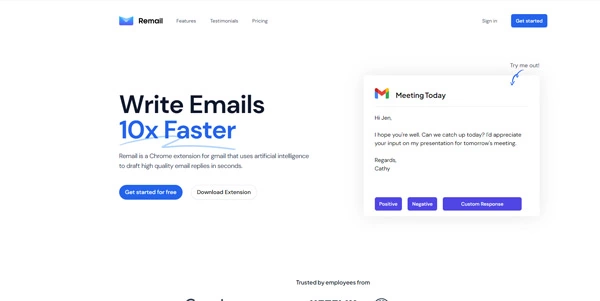 Remail
Features
Testimonials
Pricing
Sign in
Get started
Try me out!
Write Emails
10x Faster
Remail is a Chrome extension for gmail that uses artificial intelligence
to draft high quality email replies in seconds.
Get started for free
Download Extension
Meeting Today
Hi Jen,
I hope you're well. Can we catch up today? I'd appreciate
your input on my presentation for tomorrow's meeting.
Regards,
Cathy
Positive
Negative
Custom Response
Trusted by employees from